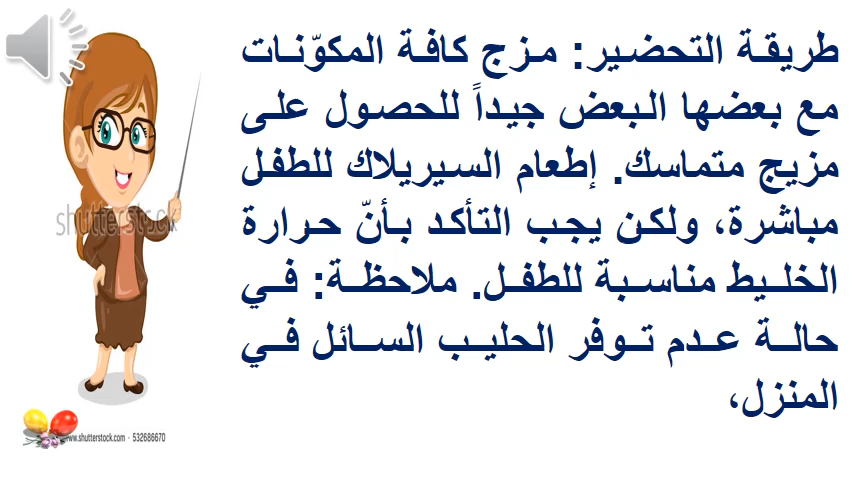 طريقة التحضير: مزج كافة المكوّنات
مع بعضها البعض جيداً للحصول على
مزيج متماسك. إطعام السيريلاك للطفل
مباشرة، ولكن يجب التأكد بأنّ حرارة
الخليط مناسبة للطفل. ملاحظة: في
حالة عدم توفر الحليب السائل في
المنزل،
shutterstock
www.shutterstock.com · 532686670